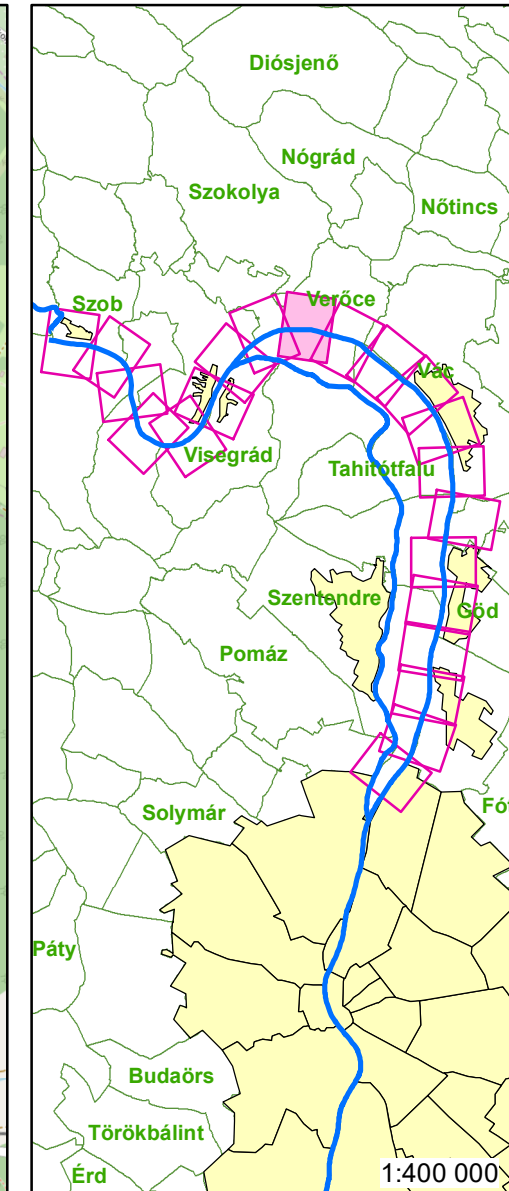 Diósjenő
Nógrád
Szokolya
Nőtincs
Szob
Verőce
Vác
Visegrád
Tahitótfalu
Szentendre
Göd
Pomáz
Solymár
Páty
Budaörs
Törökbálint
Érd
1:400 000